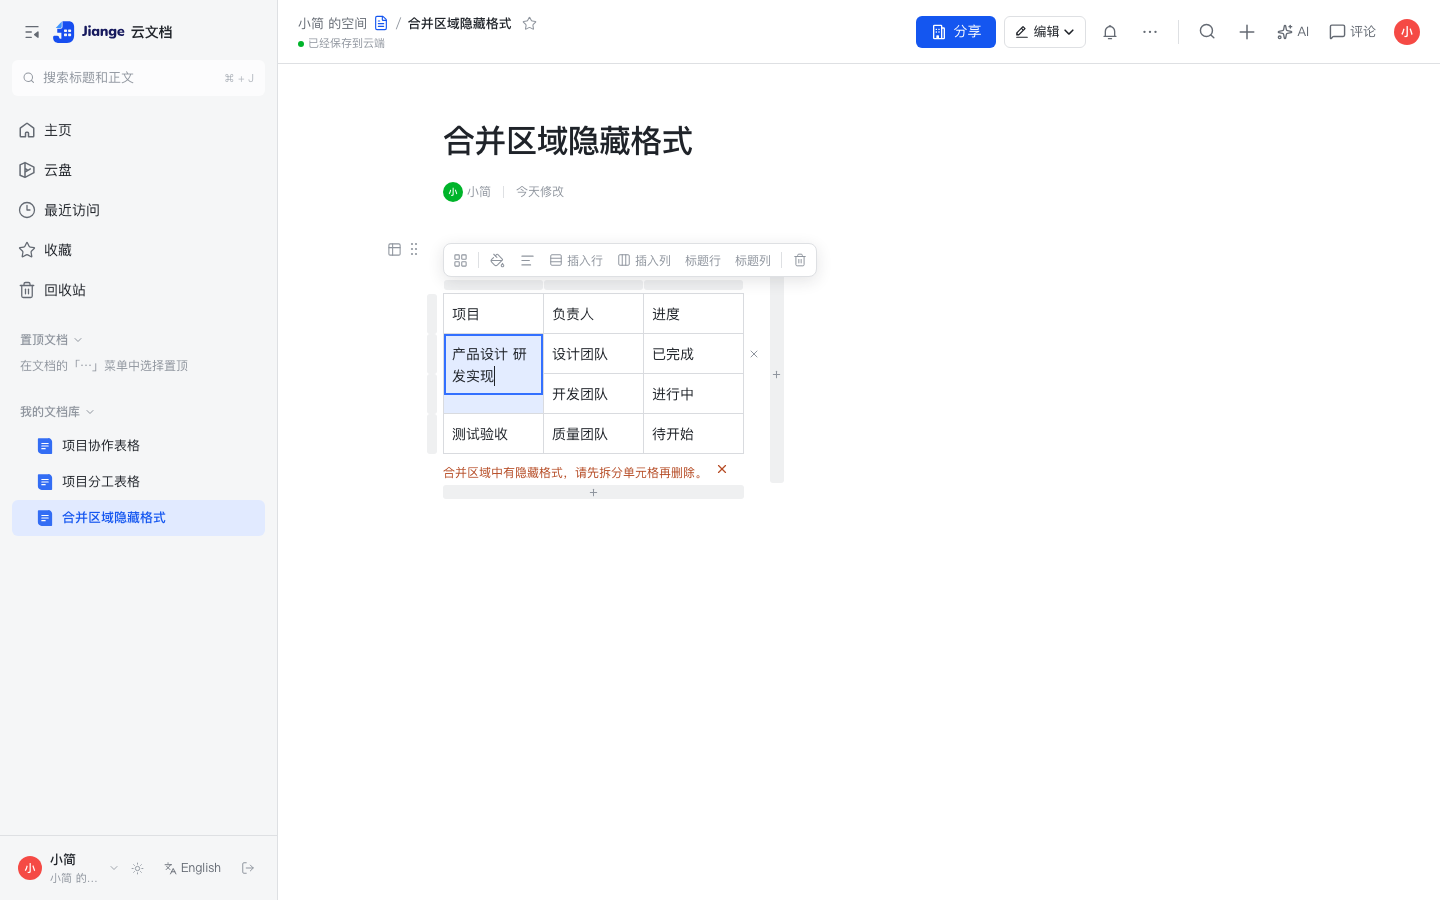 Jiange 云文档
搜索标题和正文 ⌘ + J
主页
云盘
最近访问
收藏
回收站
置顶文档
在文档的「…」菜单中选择置顶
我的文档库
项目协作表格
项目分工表格
合并区域隐藏格式
小
小简
小简 的...
English
小简 的空间 / 合并区域隐藏格式
已经保存到云端
分享
编辑
AI
评论
小
合并区域隐藏格式
小 小简 今天修改
插入行 插入列 标题行 标题列
项目 负责人 进度
产品设计 研
发实现
设计团队 已完成
开发团队 进行中
测试验收 质量团队 待开始
合并区域中有隐藏格式，请先拆分单元格再删除。